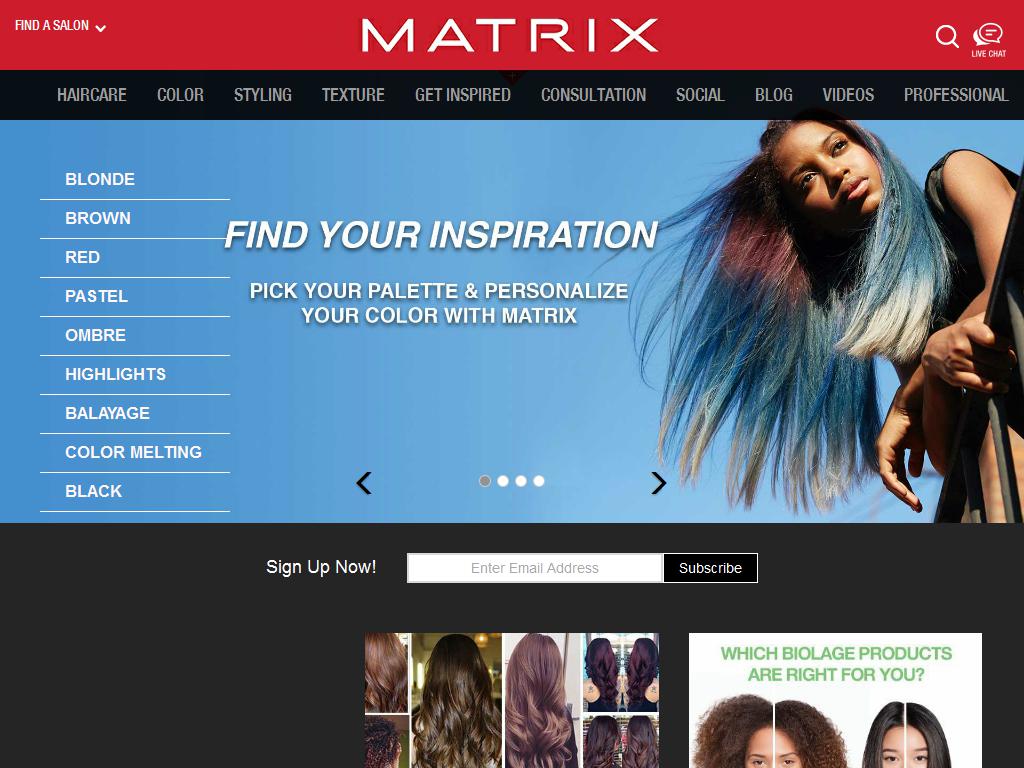 FIND A SALON
MATRIX
LIVE CHAT
HAIRCARE
COLOR
STYLING
TEXTURE
GET INSPIRED
CONSULTATION
SOCIAL
BLOG
VIDEOS
PROFESSIONAL
BLONDE
BROWN
RED
PASTEL
OMBRE
HIGHLIGHTS
BALAYAGE
COLOR MELTING
BLACK
FIND YOUR INSPIRATION
PICK YOUR PALETTE & PERSONALIZE
YOUR COLOR WITH MATRIX
Sign Up Now!
Enter Email Address
Subscribe
WHICH BIOLAGE PRODUCTS
ARE RIGHT FOR YOU?